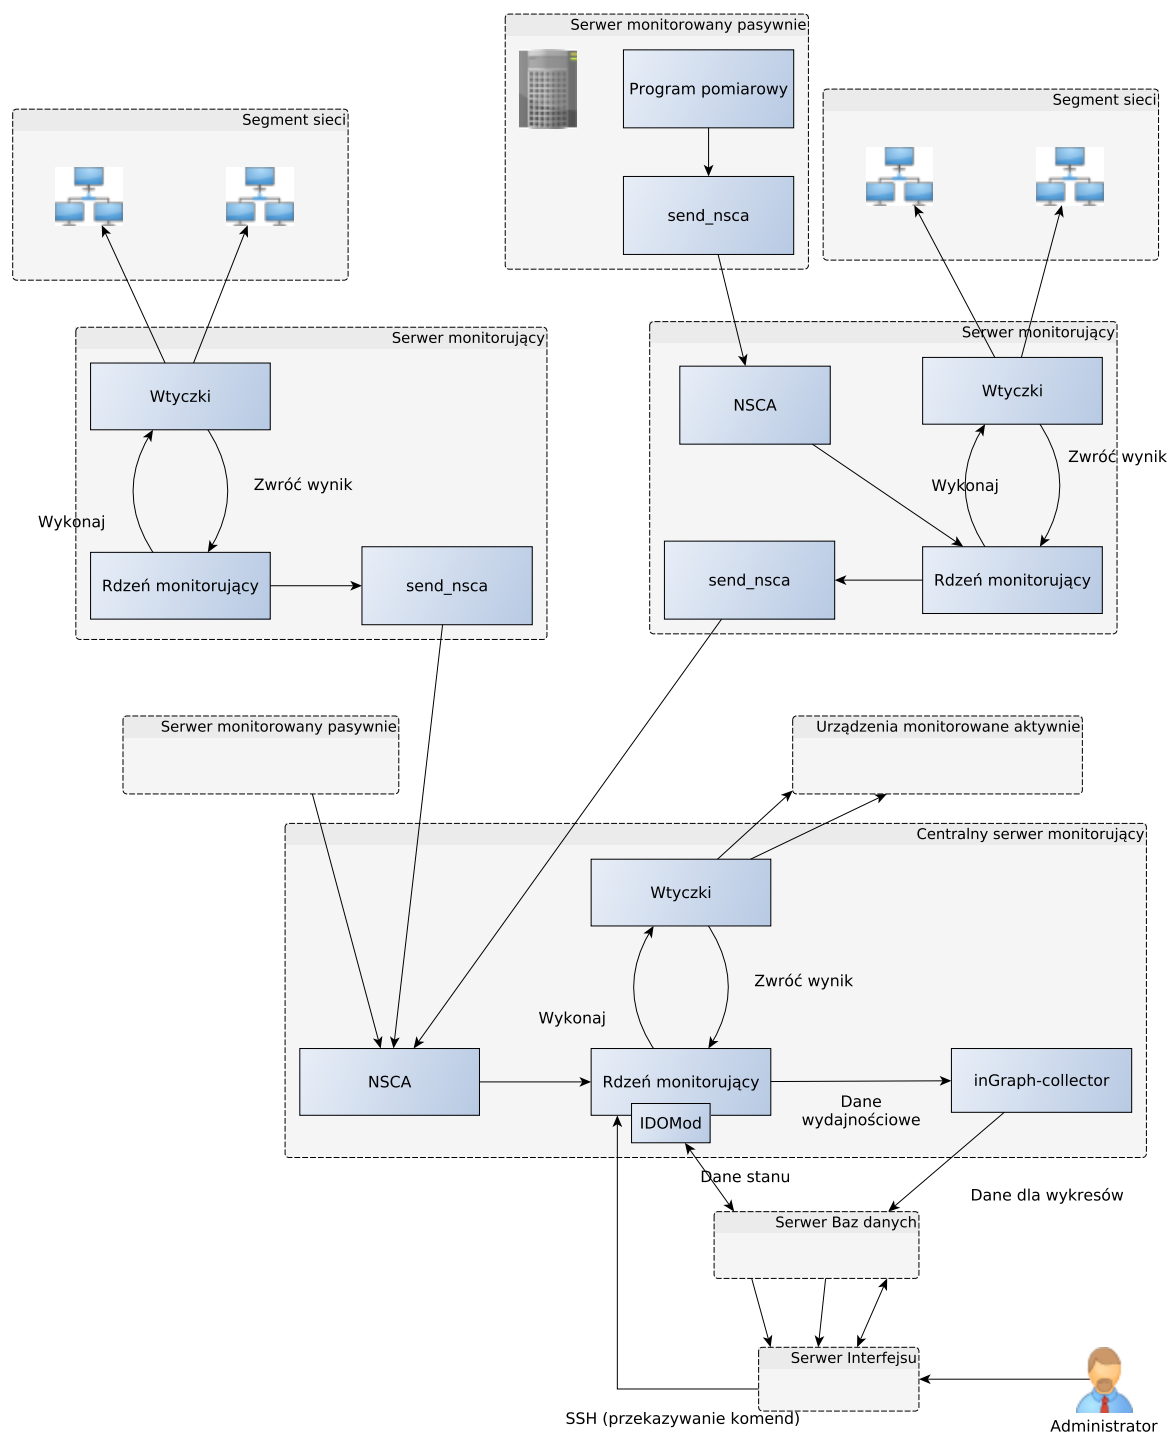 Serwer monitorowany pasywnie
Program pomiarowy
send_nsca
Segment sieci
Segment sieci
Serwer monitorujący
Wtyczki
Zwróć wynik
Wykonaj
Rdzeń monitorujący
send_nsca
Serwer monitorujący
NSCA
Wtyczki
Zwróć wynik
Wykonaj
send_nsca
Rdzeń monitorujący
Serwer monitorowany pasywnie
Urządzenia monitorowane aktywnie
Centralny serwer monitorujący
Wtyczki
Zwróć wynik
Wykonaj
NSCA
Rdzeń monitorujący
inGraph-collector
IDOMod
Dane
wydajnościowe
Dane stanu
Dane dla wykresów
Serwer Baz danych
Serwer Interfejsu
SSH (przekazywanie komend)
Administrator